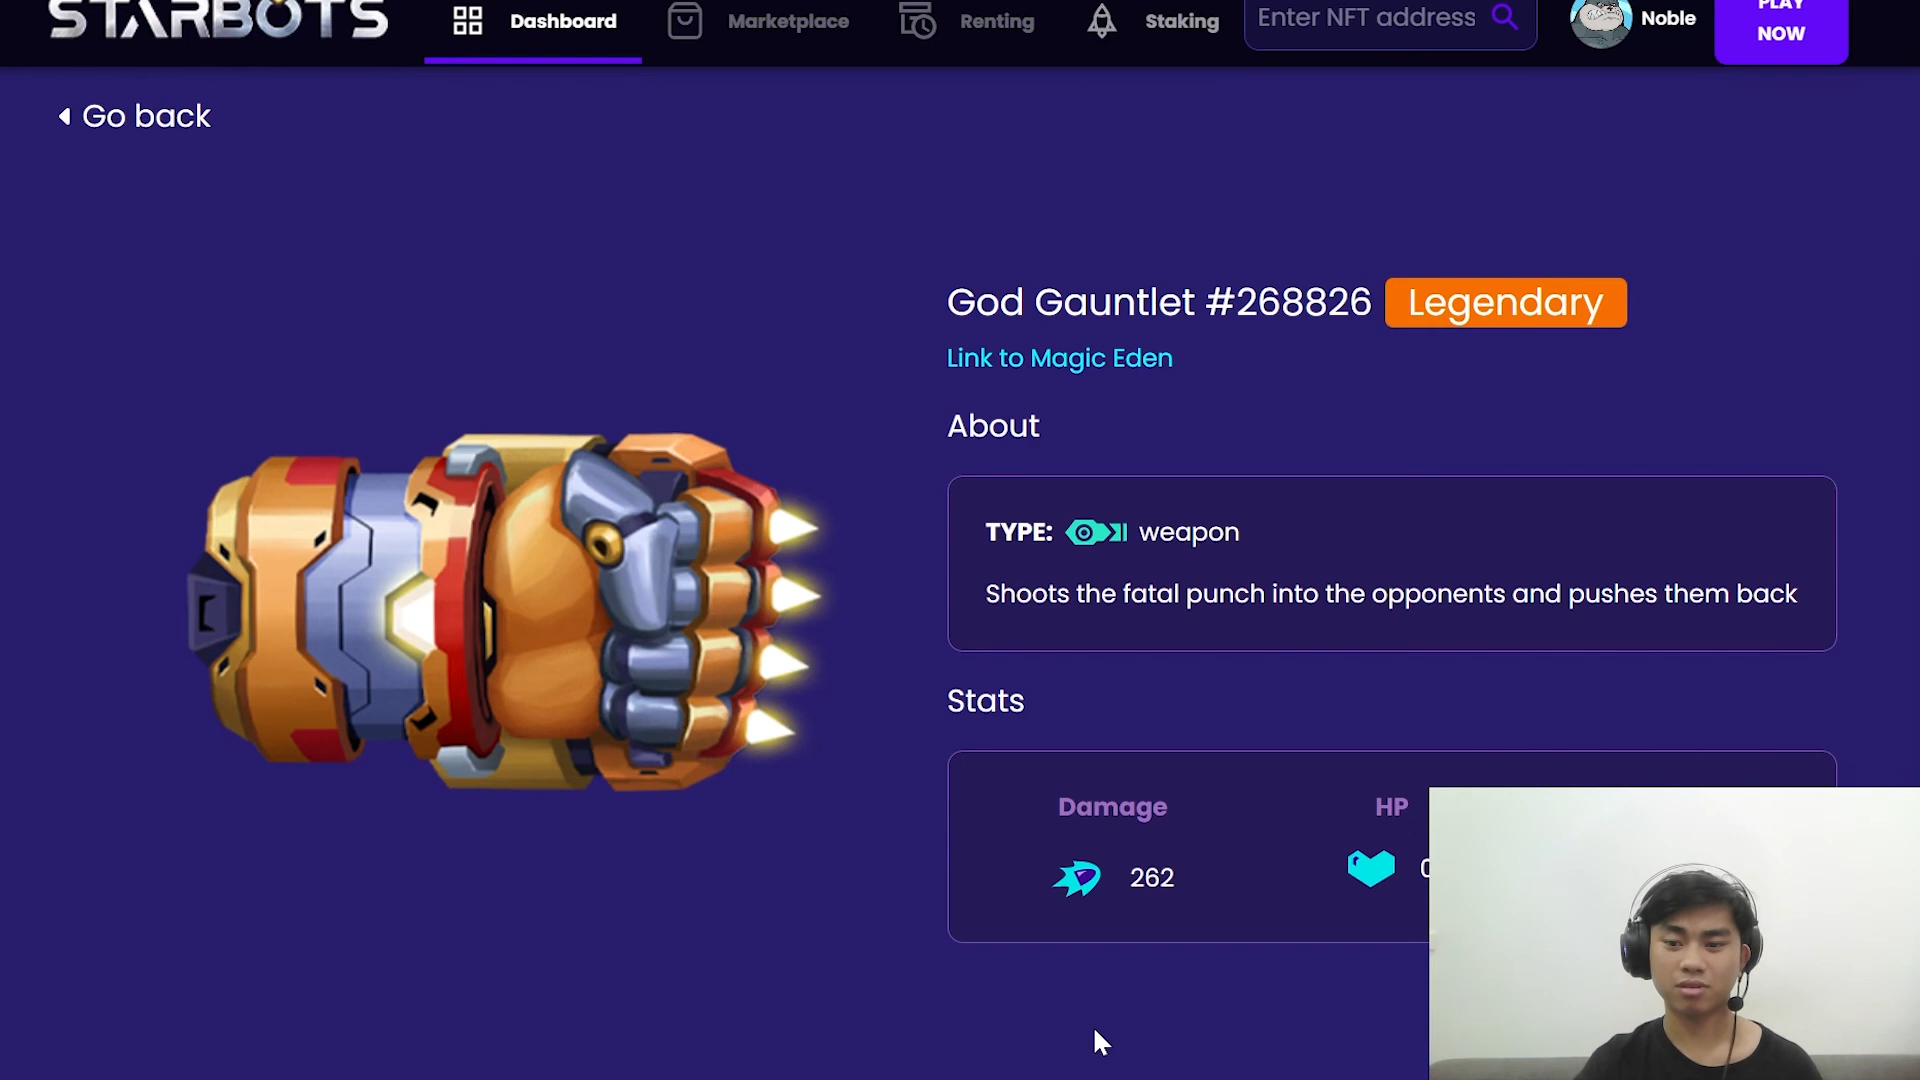 STARBOTS
Dashboard
Marketplace
Renting
Staking
Enter NFT address
Noble
PLAY
NOW
Go back
God Gauntlet #268826 Legendary
Link to Magic Eden
About
TYPE: weapon
Shoots the fatal punch into the opponents and pushes them back
Stats
Damage
HP
262
0